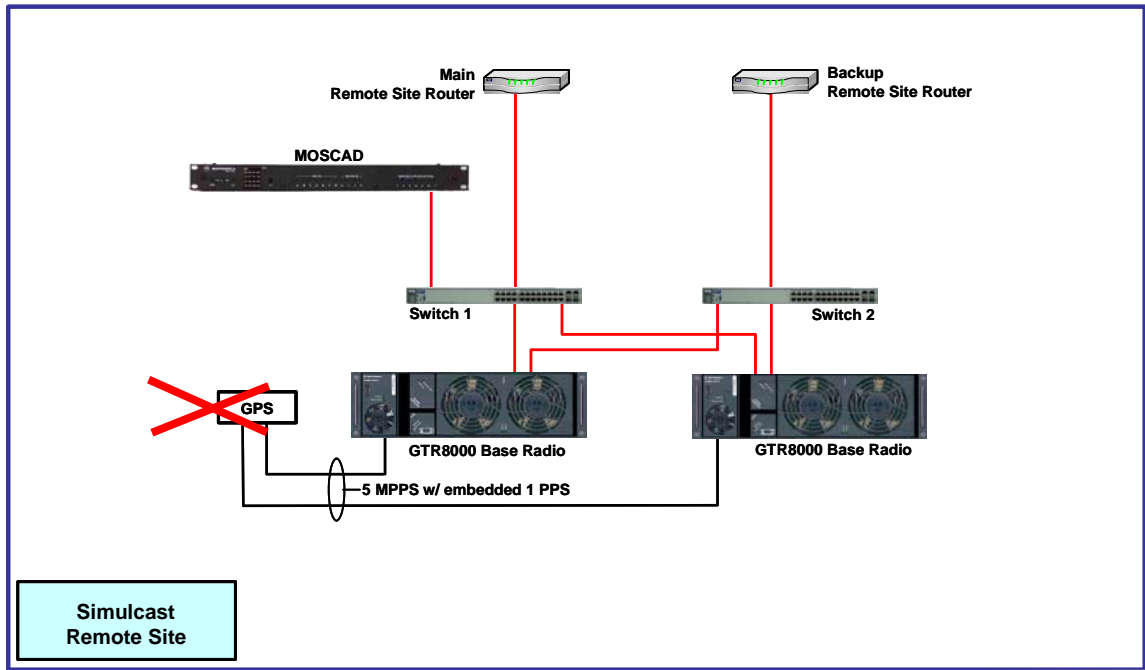 Main
Remote Site Router
Backup
Remote Site Router
MOSCAD
Switch 1
Switch 2
GPS
GTR8000 Base Radio
GTR8000 Base Radio
5 MPPS w/ embedded 1 PPS
Simulcast
Remote Site